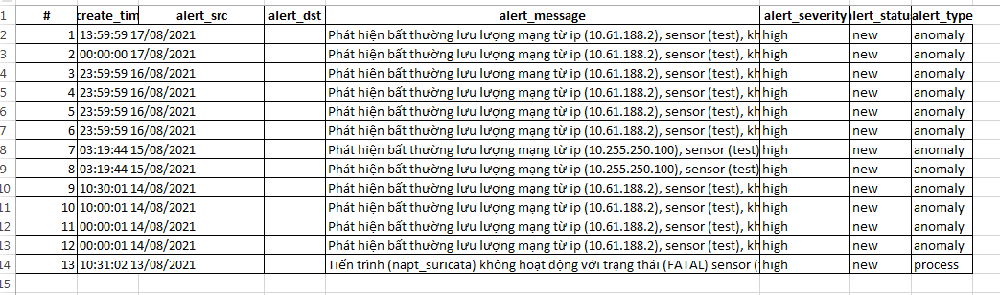 1 # create_tim alert_src alert_dst alert_message alert_severity alert_statu alert_type
2 1 13:59:59 17/08/2021 Phát hiện bất thường lưu lượng mạng từ ip (10.61.188.2), sensor (test), kh high new anomaly
3 2 00:00:00 17/08/2021 Phát hiện bất thường lưu lượng mạng từ ip (10.61.188.2), sensor (test), kh high new anomaly
4 3 23:59:59 16/08/2021 Phát hiện bất thường lưu lượng mạng từ ip (10.61.188.2), sensor (test), kh high new anomaly
5 4 23:59:59 16/08/2021 Phát hiện bất thường lưu lượng mạng từ ip (10.61.188.2), sensor (test), kh high new anomaly
6 5 23:59:59 16/08/2021 Phát hiện bất thường lưu lượng mạng từ ip (10.61.188.2), sensor (test), kh high new anomaly
7 6 23:59:59 16/08/2021 Phát hiện bất thường lưu lượng mạng từ ip (10.61.188.2), sensor (test), kh high new anomaly
8 7 03:19:44 15/08/2021 Phát hiện bất thường lưu lượng mạng từ ip (10.255.250.100), sensor (test) high new anomaly
9 8 03:19:44 15/08/2021 Phát hiện bất thường lưu lượng mạng từ ip (10.255.250.100), sensor (test) high new anomaly
10 9 10:30:01 14/08/2021 Phát hiện bất thường lưu lượng mạng từ ip (10.61.188.2), sensor (test), kh high new anomaly
11 10 10:00:01 14/08/2021 Phát hiện bất thường lưu lượng mạng từ ip (10.61.188.2), sensor (test), kh high new anomaly
12 11 00:00:01 14/08/2021 Phát hiện bất thường lưu lượng mạng từ ip (10.61.188.2), sensor (test), kh high new anomaly
13 12 00:00:01 14/08/2021 Phát hiện bất thường lưu lượng mạng từ ip (10.61.188.2), sensor (test), kh high new anomaly
14 13 10:31:02 13/08/2021 Tiến trình (napt_suricata) không hoạt động với trạng thái (FATAL) sensor ( high new process
15